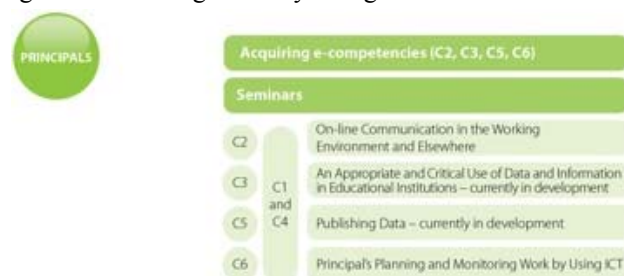 PRINCIPALS
Acquiring e-competencies (C2, C3, C5, C6)
Seminars
C2
On-line Communication in the Working
Environment and Elsewhere
C3
An Appropriate and Critical Use of Data and Information
in Educational Institutions – currently in development
C1
and
C4
C5
Publishing Data – currently in development
C6
Principal's Planning and Monitoring Work by Using ICT